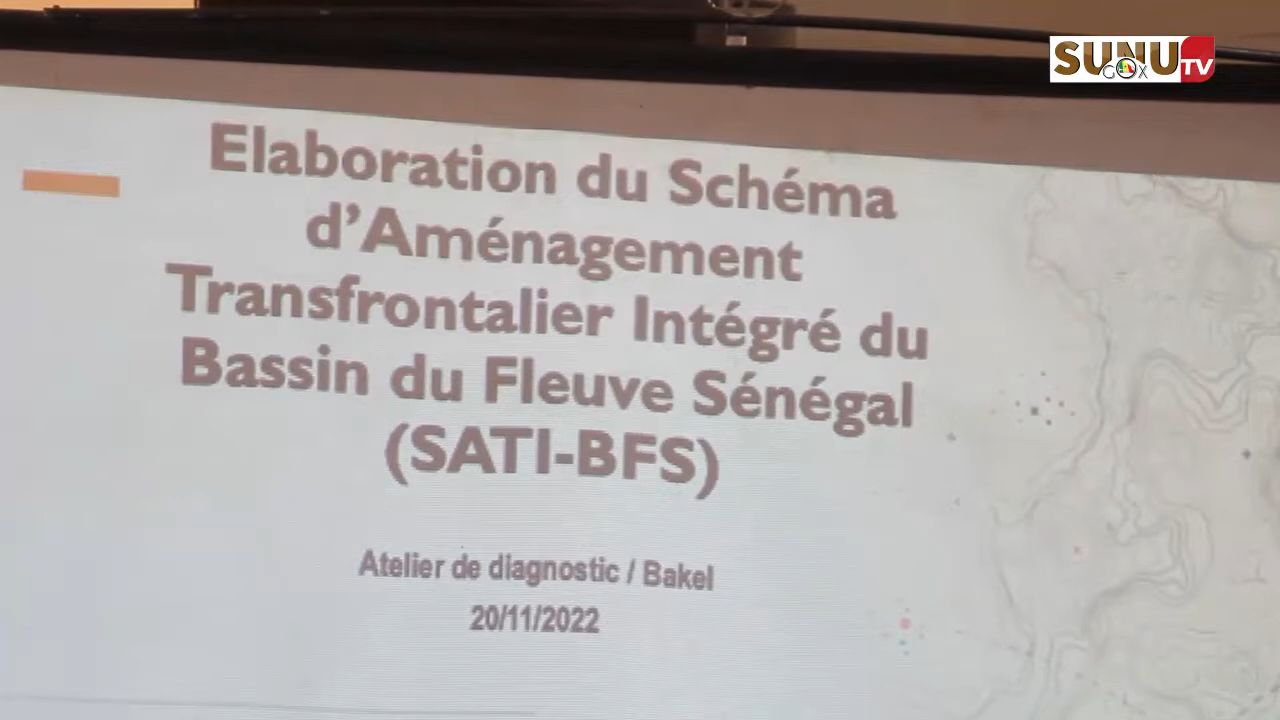 SUNU
GOX
TV
Elaboration du Schéma
d'Aménagement
Transfrontalier Intégré du
Bassin du Fleuve Sénégal
(SATI-BFS)
Atelier de diagnostic / Bakel
20/11/2022